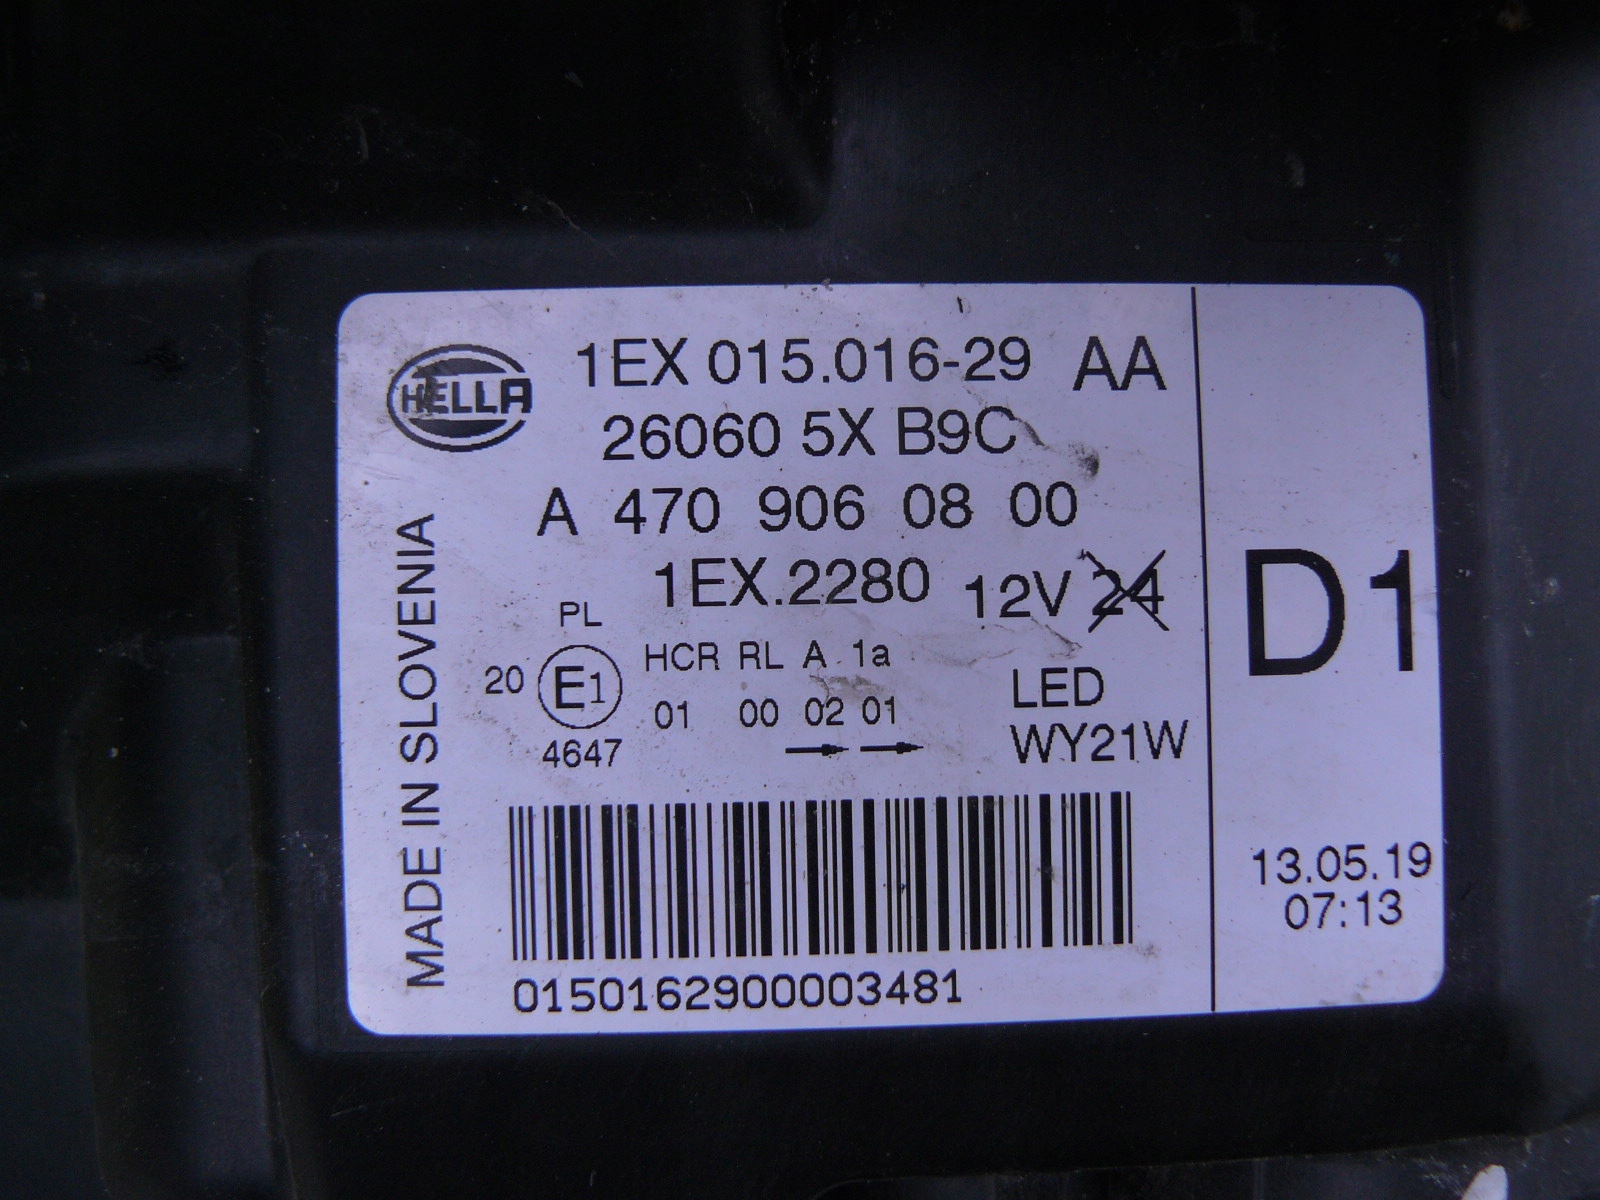 HELLA
1EX 015.016-29 AA
26060 5X B9C
A 470 906 08 00
1EX.2280 12V 24
PL
20 E1 HCR RL A 1a
01 00 02 01
4647
LED
WY21W
MADE IN SLOVENIA
0150162900003481
D1
13.05.19
07:13